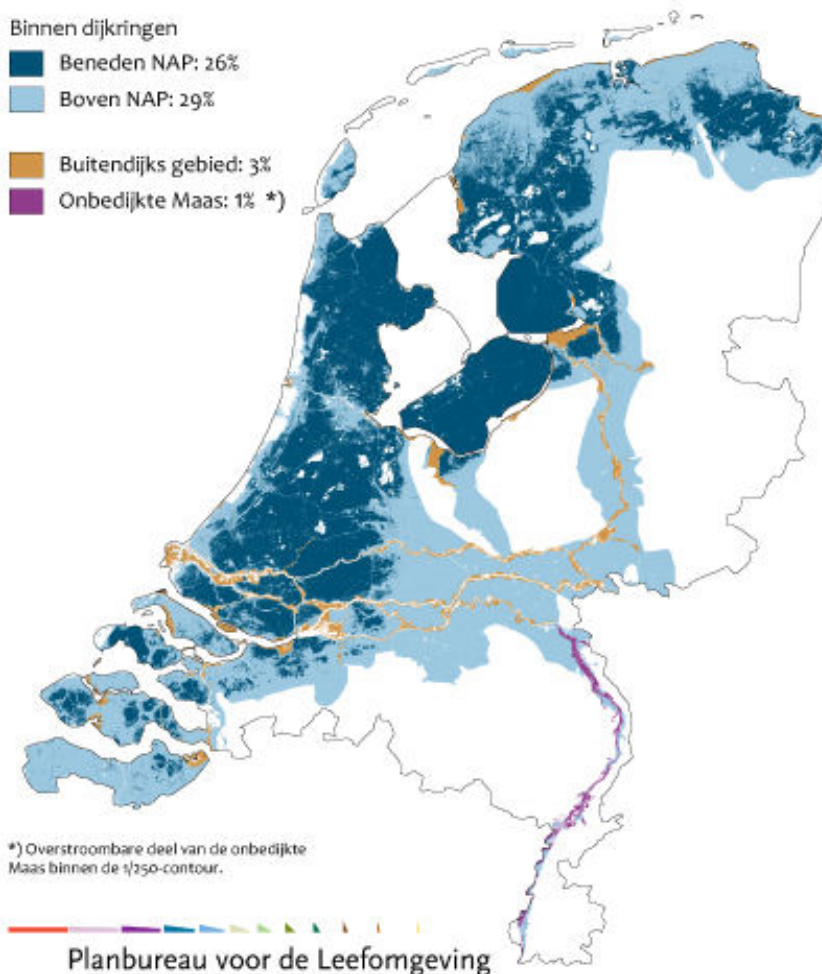 Binnen dijkringen
Beneden NAP: 26%
Boven NAP: 29%
Buitendijks gebied: 3%
Onbedijkte Maas: 1% *)
*) Overstroombare deel van de onbedijkte
Maas binnen de 1/250-contour.
Planbureau voor de Leefomgeving